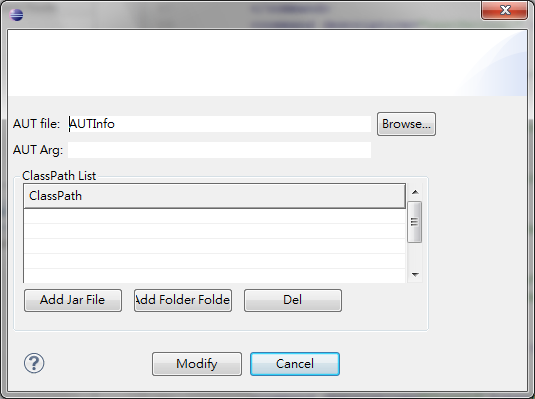 AUT file: AUTInfo Browse...
AUT Arg:
ClassPath List
ClassPath
Add Jar File Add Folder Folde Del
? Modify Cancel